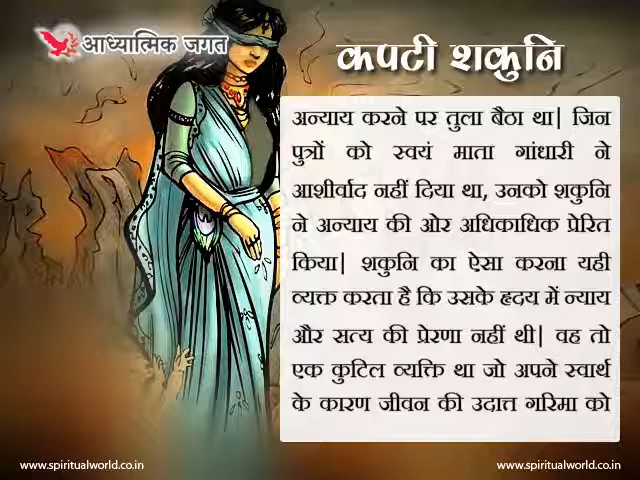 आध्यात्मिक जगत
कपटी शकुनि
अन्याय करने पर तुला बैठा था| जिन
पुत्रों को स्वयं माता गांधारी ने
आशीर्वाद नहीं दिया था, उनको शकुनि
ने अन्याय की ओर अधिकाधिक प्रेरित
किया| शकुनि का ऐसा करना यही
व्यक्त करता है कि उसके हृदय में न्याय
और सत्य की प्रेरणा नहीं थी| वह तो
एक कुटिल व्यक्ति था जो अपने स्वार्थ
के कारण जीवन की उदात्त गरिमा को
www.spiritualworld.co.in
www.spiritualworld.co.in